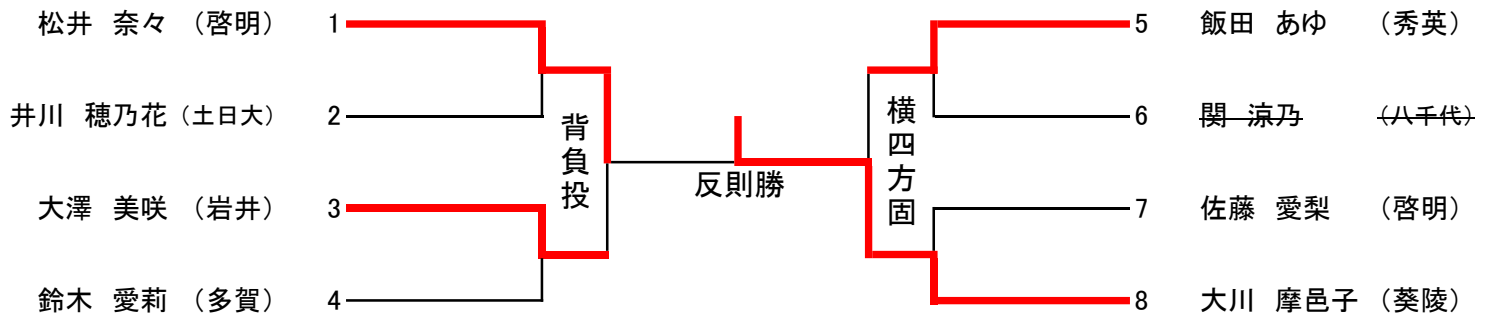 松井 奈々 （啓明） 1
井川 穂乃花（土日大） 2
大澤 美咲 （岩井） 3
鈴木 愛莉 （多賀） 4
背負投
反則勝
横四方固
5 飯田 あゆ （秀英）
6 関 涼乃 （八千代）
7 佐藤 愛梨 （啓明）
8 大川 摩邑子 （葵陵）